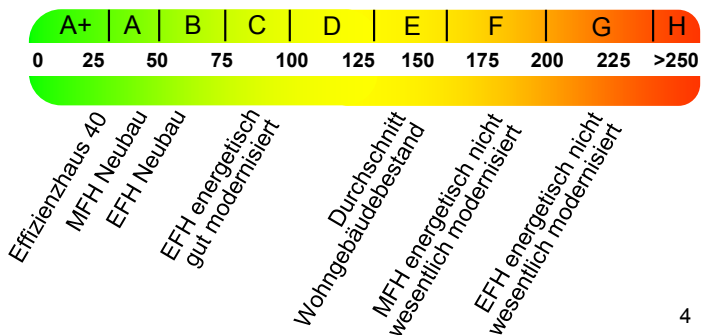 A+ A B C D E F G H
0 25 50 75 100 125 150 175 200 225 >250
Effizienzhaus 40
MFH Neubau
EFH Neubau
EFH energetisch
gut modernisiert
Durchschnitt
Wohngebäudebestand
MFH energetisch nicht
wesentlich modernisiert
EFH energetisch nicht
wesentlich modernisiert
4